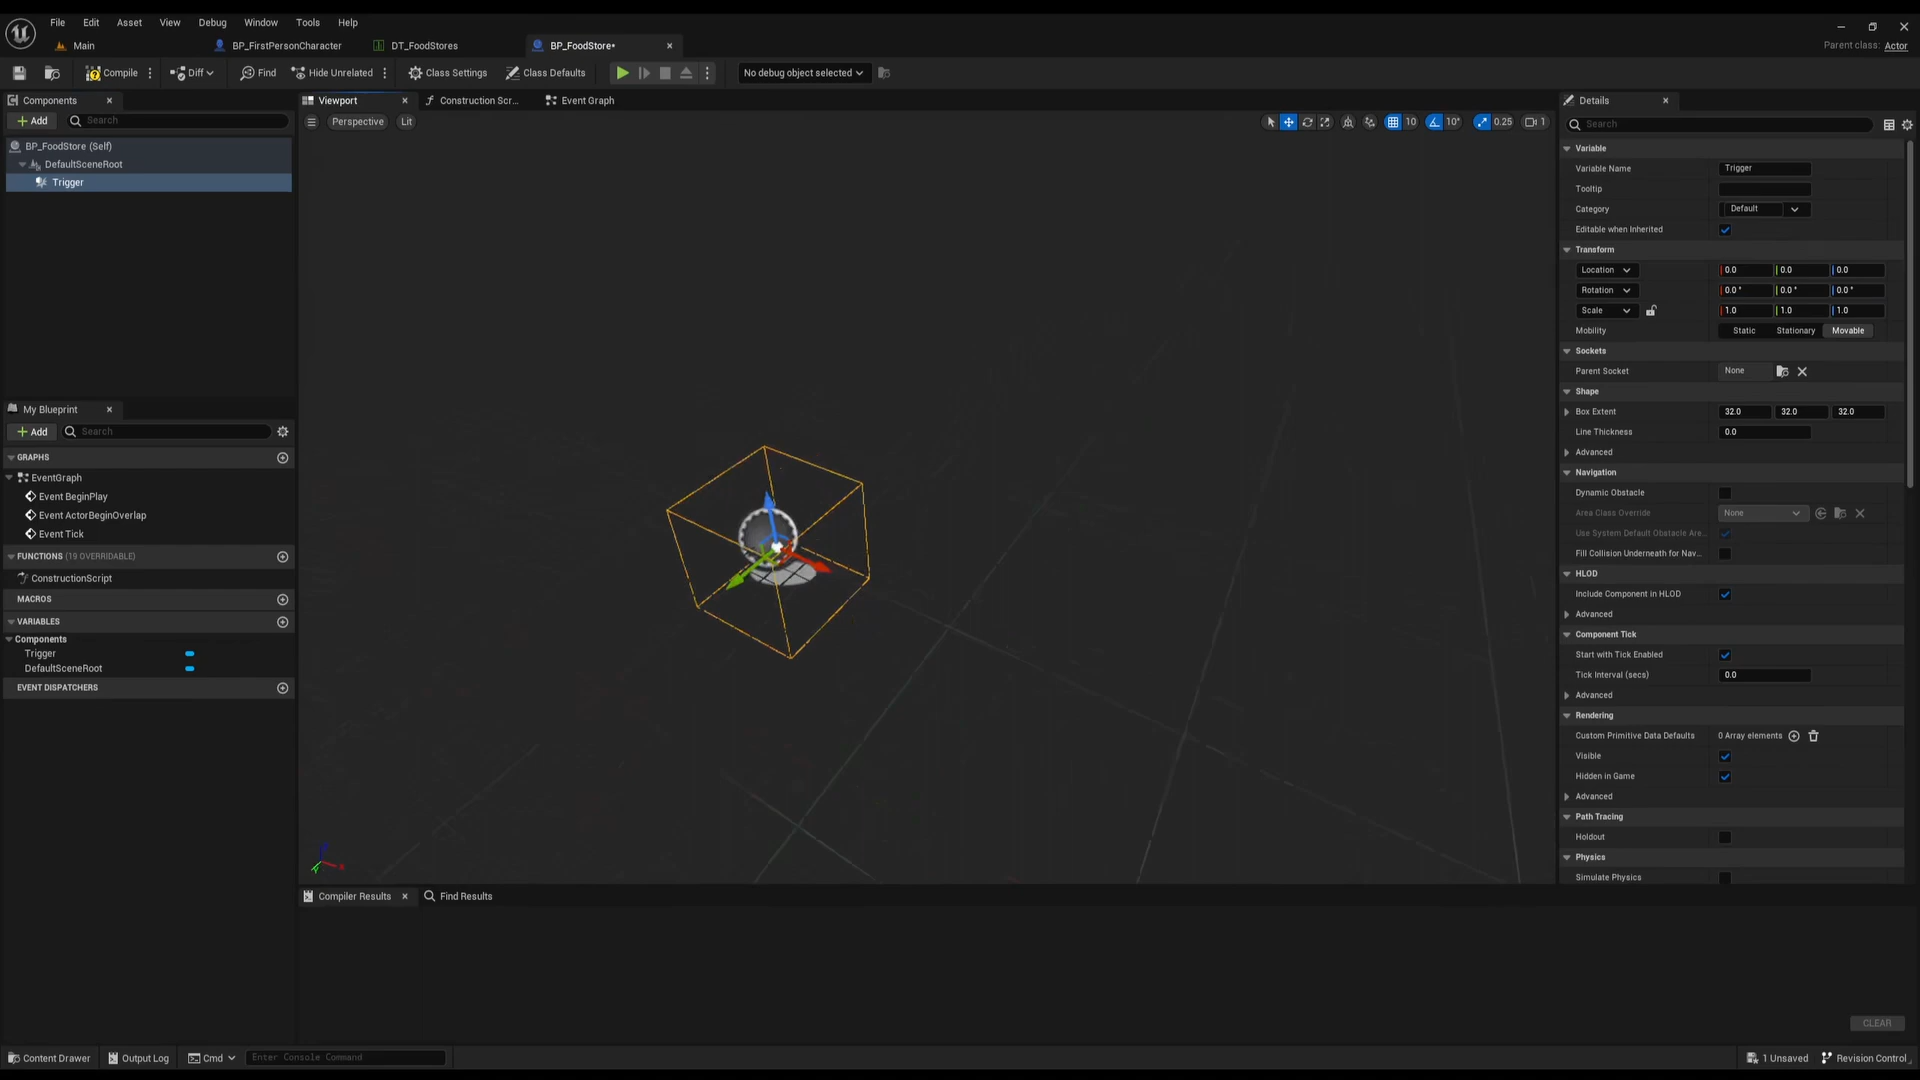 File Edit Asset View Debug Window Tools Help
Main
BP_FirstPersonCharacter
DT_FoodStores
BP_FoodStore•
Parent class: Actor
Compile
Diff
Find
Hide Unrelated
Class Settings
Class Defaults
No debug object selected
Components
Add
Search
BP_FoodStore (Self)
DefaultSceneRoot
Trigger
My Blueprint
Add
Search
GRAPHS
EventGraph
Event BeginPlay
Event ActorBeginOverlap
Event Tick
FUNCTIONS (19 OVERRIDABLE)
ConstructionScript
MACROS
VARIABLES
Components
Trigger
DefaultSceneRoot
EVENT DISPATCHERS
Viewport
Construction Scr...
Event Graph
Perspective
Lit
10
10°
0.25
1
Compiler Results
Find Results
CLEAR
Details
Search
Variable
Variable Name Trigger
Tooltip
Category Default
Editable when Inherited
Transform
Location 0.0 0.0 0.0
Rotation 0.0° 0.0° 0.0°
Scale 1.0 1.0 1.0
Mobility Static Stationary Movable
Sockets
Parent Socket None
Shape
Box Extent 32.0 32.0 32.0
Line Thickness 0.0
Advanced
Navigation
Dynamic Obstacle
Area Class Override None
Use System Default Obstacle Are...
Fill Collision Underneath for Nav...
HLOD
Include Component in HLOD
Advanced
Component Tick
Start with Tick Enabled
Tick Interval (secs) 0.0
Advanced
Rendering
Custom Primitive Data Defaults 0 Array elements
Visible
Hidden in Game
Advanced
Path Tracing
Holdout
Physics
Simulate Physics
Content Drawer
Output Log
Cmd
Enter Console Command
1 Unsaved
Revision Control